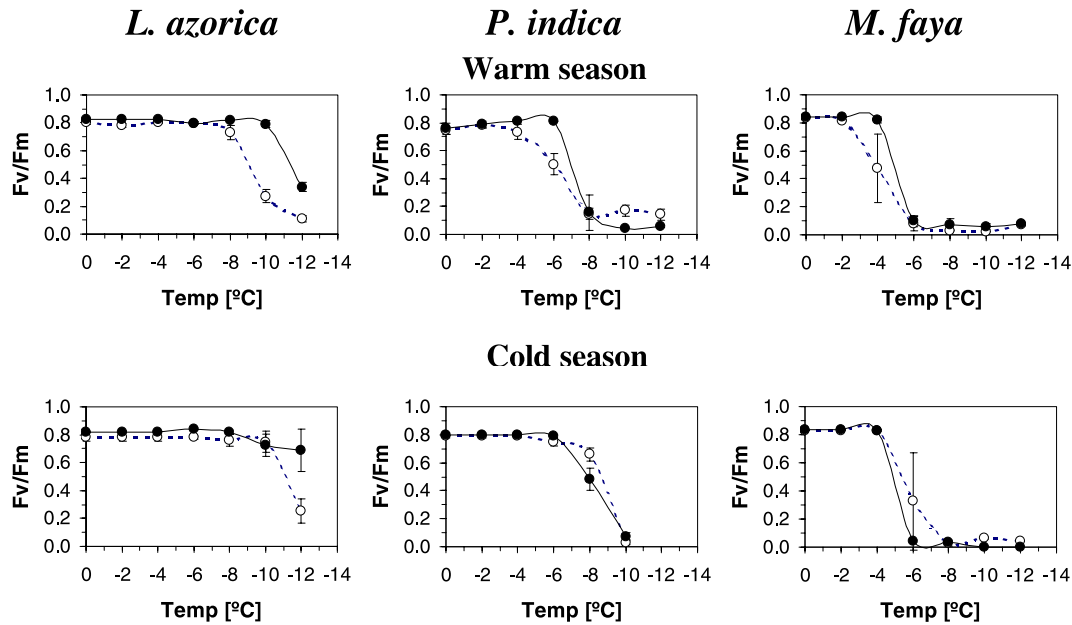 L. azorica P. indica M. faya
Warm season
1.0 1.0 1.0
0.8 0.8 0.8
Fv/Fm Fv/Fm Fv/Fm
0.6 0.6 0.6
0.4 0.4 0.4
0.2 0.2 0.2
0.0 0.0 0.0
0 -2 -4 -6 -8 -10 -12 -14 0 -2 -4 -6 -8 -10 -12 -14 0 -2 -4 -6 -8 -10 -12 -14
Temp [ºC] Temp [ºC] Temp [ºC]
Cold season
1.0 1.0 1.0
0.8 0.8 0.8
Fv/Fm Fv/Fm Fv/Fm
0.6 0.6 0.6
0.4 0.4 0.4
0.2 0.2 0.2
0.0 0.0 0.0
0 -2 -4 -6 -8 -10 -12 -14 0 -2 -4 -6 -8 -10 -12 -14 0 -2 -4 -6 -8 -10 -12 -14
Temp [ºC] Temp [ºC] Temp [ºC]